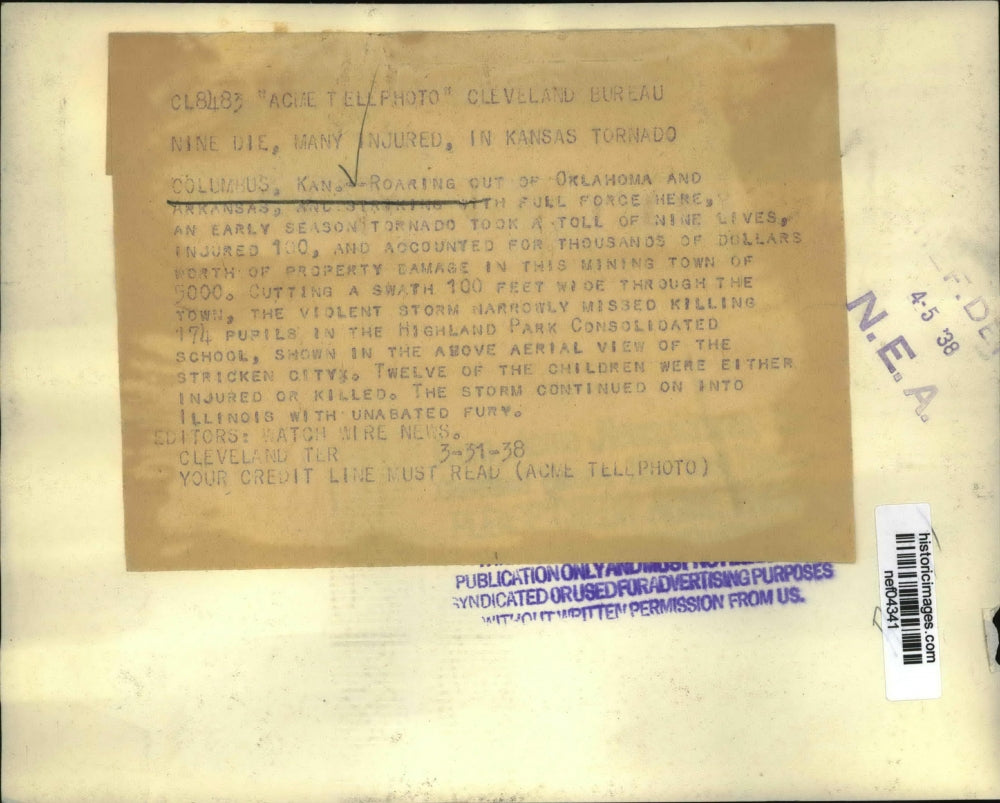 CL8483 "ACME TELEPHOTO" CLEVELAND BUREAU
NINE DIE, MANY INJURED, IN KANSAS TORNADO
COLUMBUS, KAN.--ROARING OUT OF OKLAHOMA AND
ARKANSAS, AND STRIKING WITH FULL FORCE HERE,
AN EARLY SEASON TORNADO TOOK A TOLL OF NINE LIVES,
INJURED 100, AND ACCOUNTED FOR THOUSANDS OF DOLLARS
WORTH OF PROPERTY DAMAGE IN THIS MINING TOWN OF
5000. CUTTING A SWATH 100 FEET WIDE THROUGH THE
TOWN, THE VIOLENT STORM NARROWLY MISSED KILLING
174 PUPILS IN THE HIGHLAND PARK CONSOLIDATED
SCHOOL, SHOWN IN THE ABOVE AERIAL VIEW OF THE
STRICKEN CITY. TWELVE OF THE CHILDREN WERE EITHER
INJURED OR KILLED. THE STORM CONTINUED ON INTO
ILLINOIS WITH UNABATED FURY.
EDITORS: WATCH WIRE NEWS.
CLEVELAND TLR 3-31-38
YOUR CREDIT LINE MUST READ (ACME TELEPHOTO)
PUBLICATION ONLY AND MUST NOT
SYNDICATED OR USED FOR ADVERTISING PURPOSES
WITHOUT WRITTEN PERMISSION FROM US.
4-5 '38
N.E.A.
historicimages.com
nef04341